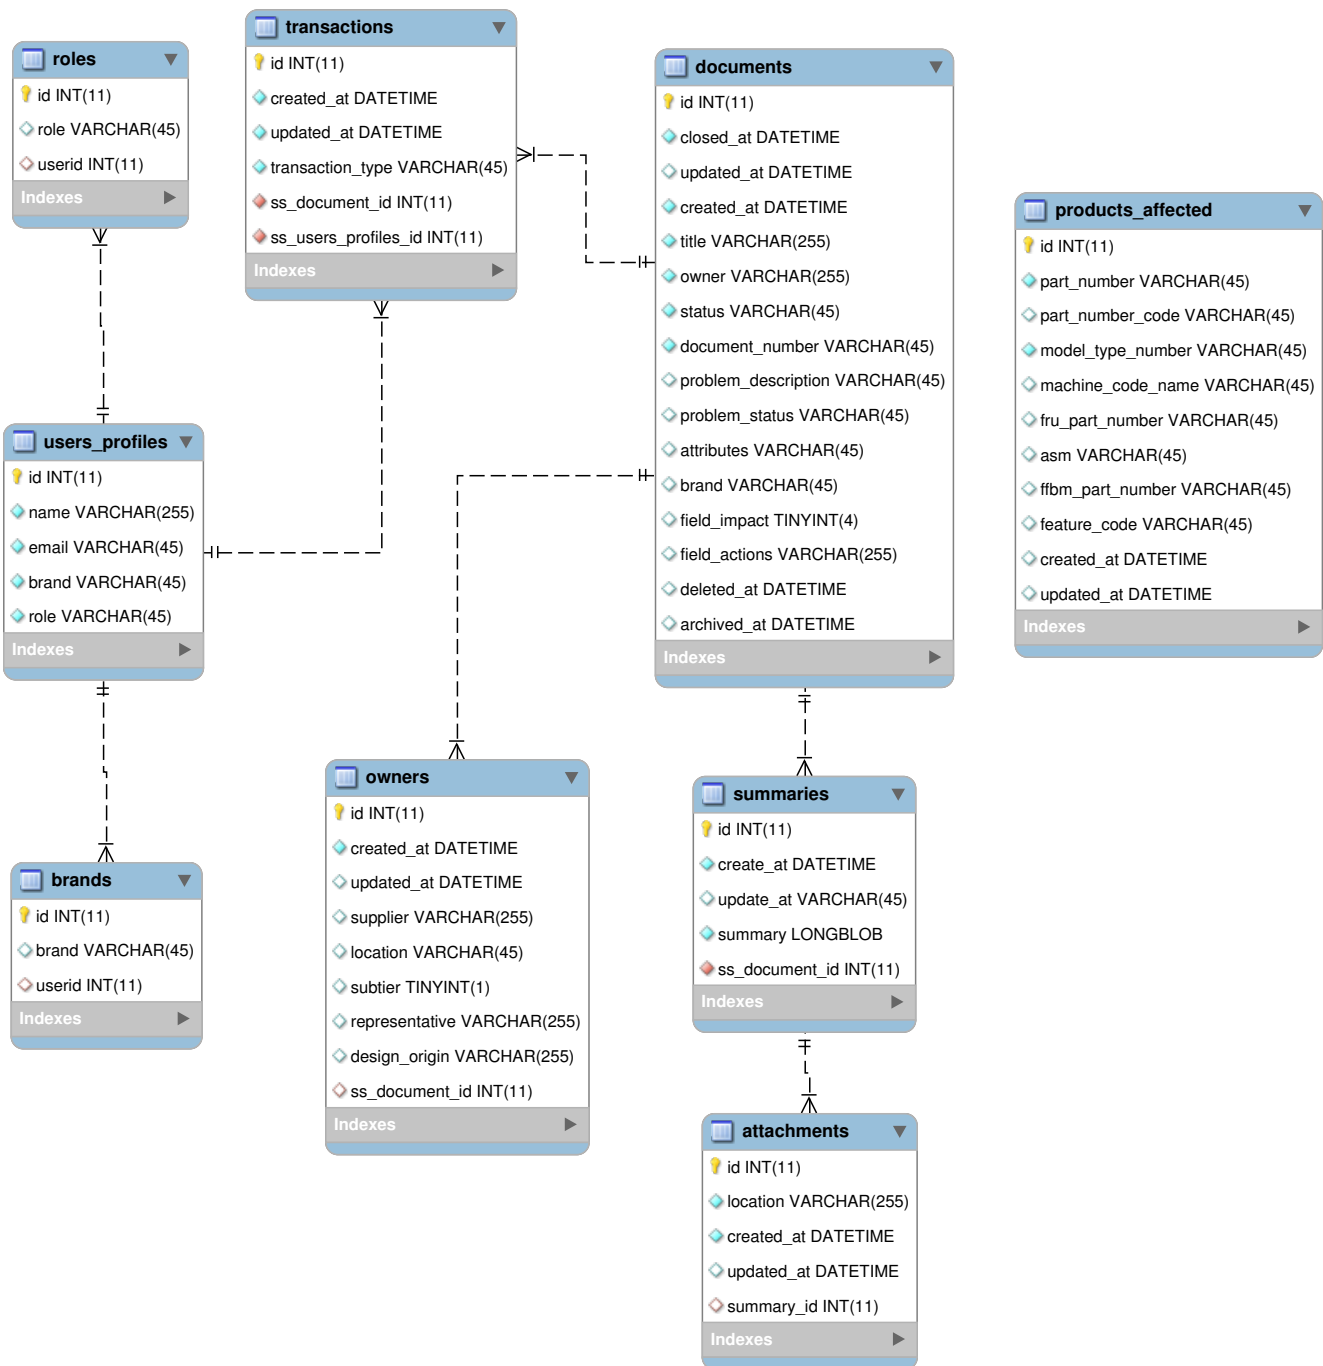 roles
id INT(11)
role VARCHAR(45)
userid INT(11)
Indexes
transactions
id INT(11)
created_at DATETIME
updated_at DATETIME
transaction_type VARCHAR(45)
ss_document_id INT(11)
ss_users_profiles_id INT(11)
Indexes
documents
id INT(11)
closed_at DATETIME
updated_at DATETIME
created_at DATETIME
title VARCHAR(255)
owner VARCHAR(255)
status VARCHAR(45)
document_number VARCHAR(45)
problem_description VARCHAR(45)
problem_status VARCHAR(45)
attributes VARCHAR(45)
brand VARCHAR(45)
field_impact TINYINT(4)
field_actions VARCHAR(255)
deleted_at DATETIME
archived_at DATETIME
Indexes
products_affected
id INT(11)
part_number VARCHAR(45)
part_number_code VARCHAR(45)
model_type_number VARCHAR(45)
machine_code_name VARCHAR(45)
fru_part_number VARCHAR(45)
asm VARCHAR(45)
ffbm_part_number VARCHAR(45)
feature_code VARCHAR(45)
created_at DATETIME
updated_at DATETIME
Indexes
users_profiles
id INT(11)
name VARCHAR(255)
email VARCHAR(45)
brand VARCHAR(45)
role VARCHAR(45)
Indexes
owners
id INT(11)
created_at DATETIME
updated_at DATETIME
supplier VARCHAR(255)
location VARCHAR(45)
subtier TINYINT(1)
representative VARCHAR(255)
design_origin VARCHAR(255)
ss_document_id INT(11)
Indexes
summaries
id INT(11)
create_at DATETIME
update_at VARCHAR(45)
summary LONGBLOB
ss_document_id INT(11)
Indexes
brands
id INT(11)
brand VARCHAR(45)
userid INT(11)
Indexes
attachments
id INT(11)
location VARCHAR(255)
created_at DATETIME
updated_at DATETIME
summary_id INT(11)
Indexes